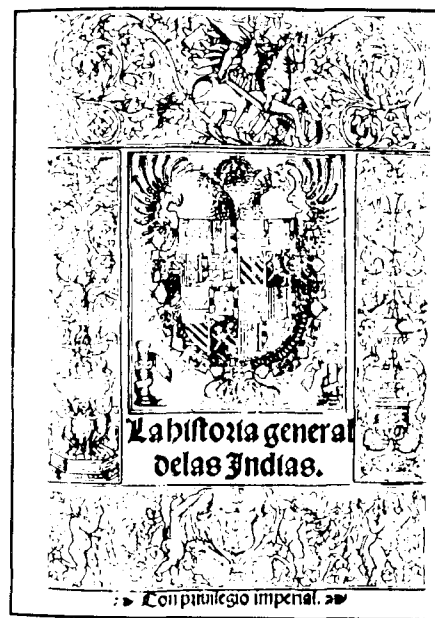 La historia general
delas Indias.
Con priuilegio imperial.